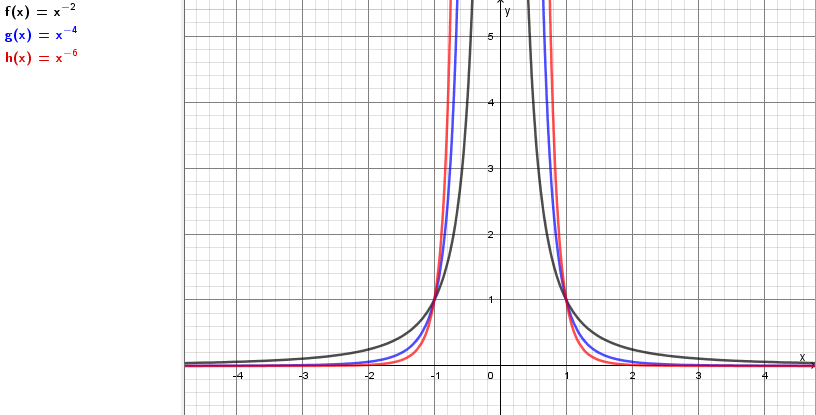 f(x) = x⁻²
g(x) = x⁻⁴
h(x) = x⁻⁶
y
5
4
3
2
1
x
-4 -3 -2 -1 0 1 2 3 4